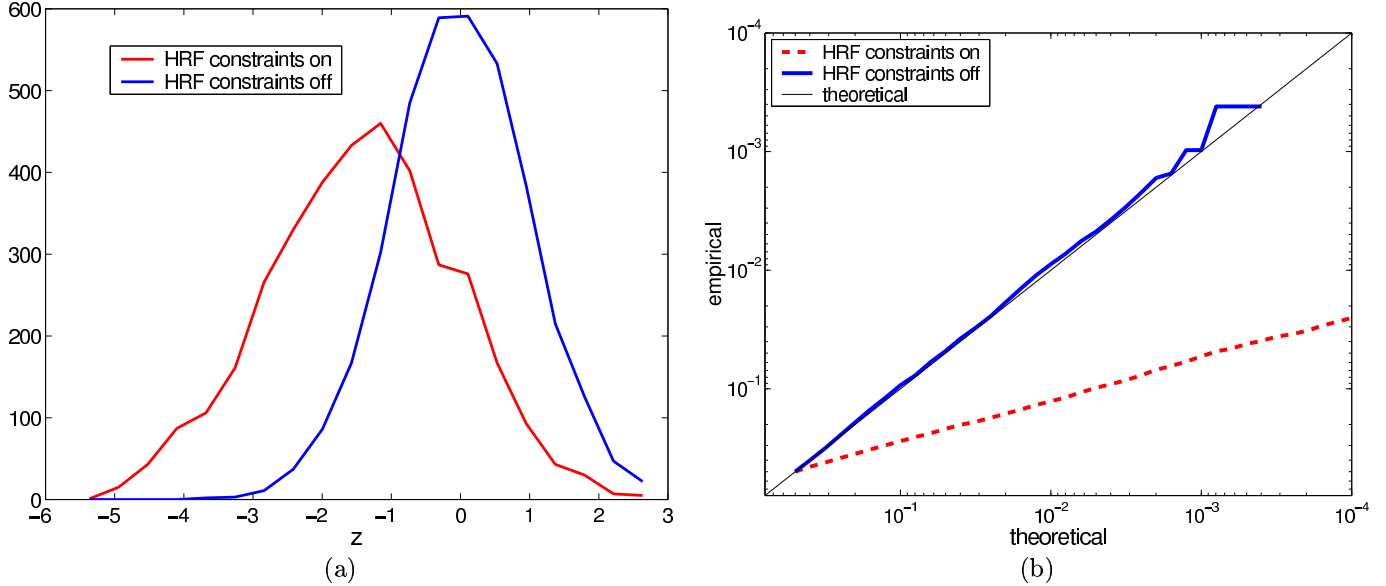 600
500
400
300
200
100
0
HRF constraints on
HRF constraints off
−6 −5 −4 −3 −2 −1 0 1 2 3
z
(a)
10−4
10−3
10−2
10−1
empirical
HRF constraints on
HRF constraints off
theoretical
10−1 10−2 10−3 10−4
theoretical
(b)